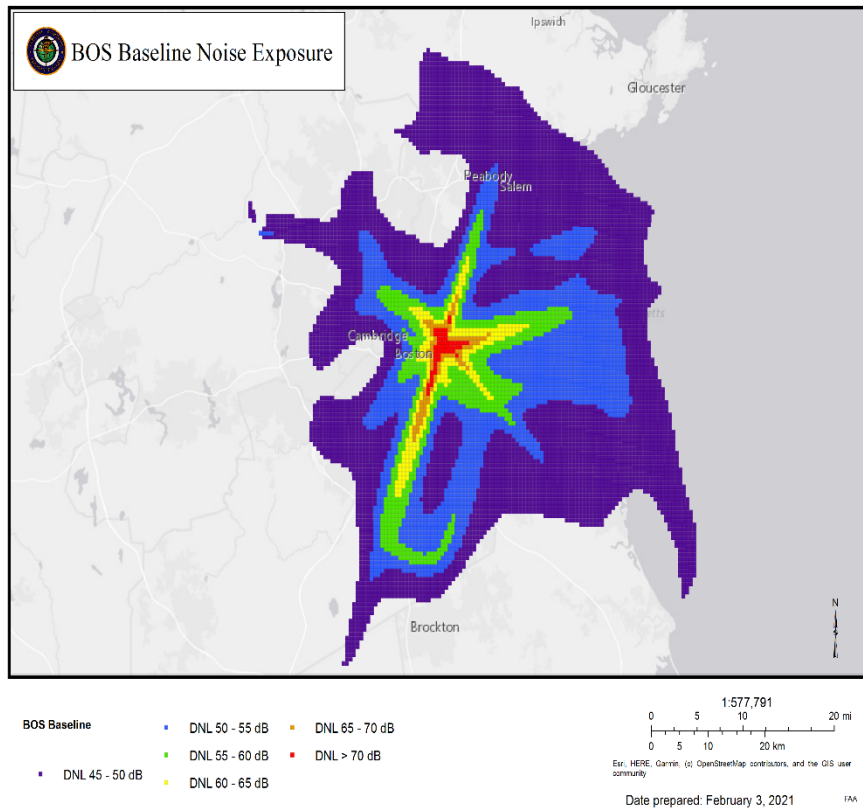 BOS Baseline Noise Exposure
Ipswich
Gloucester
Peabody
Salem
etts
Cambridge
Boston
Brockton
N
BOS Baseline
DNL 45 - 50 dB
DNL 50 - 55 dB
DNL 55 - 60 dB
DNL 60 - 65 dB
DNL 65 - 70 dB
DNL > 70 dB
1:577,791
0 5 10 20 mi
0 5 10 20 km
Esri, HERE, Garmin, (c) OpenStreetMap contributors, and the GIS user
community
Date prepared: February 3, 2021
FAA